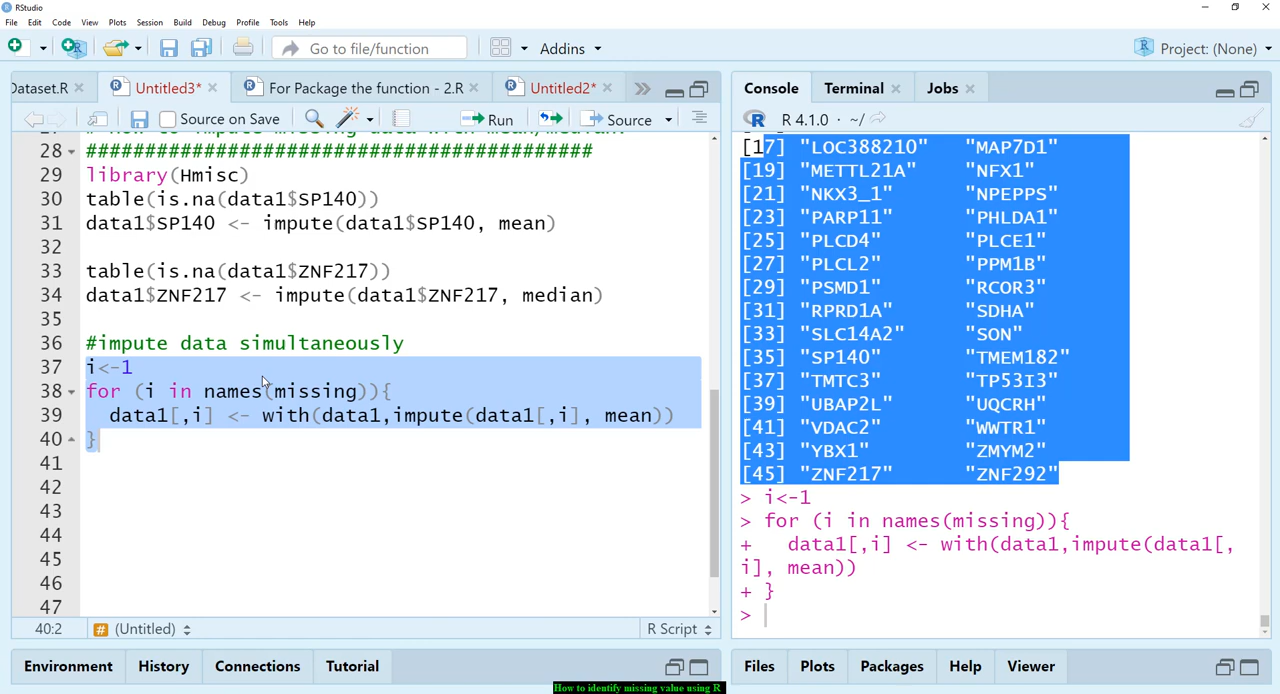 RStudio
File Edit Code View Plots Session Build Debug Profile Tools Help
Go to file/function Addins Project: (None)
Dataset.R Untitled3* For Package the function - 2.R Untitled2*
Source on Save Run Source
28 ###########################################
29 library(Hmisc)
30 table(is.na(data1$SP140))
31 data1$SP140 <- impute(data1$SP140, mean)
32
33 table(is.na(data1$ZNF217))
34 data1$ZNF217 <- impute(data1$ZNF217, median)
35
36 #impute data simultaneously
37 i<-1
38 for (i in names(missing)){
39 data1[,i] <- with(data1,impute(data1[,i], mean))
40 }
41
42
43
44
45
46
47
40:2 (Untitled) R Script
Environment History Connections Tutorial
Console Terminal Jobs
R 4.1.0 · ~/
[17] "LOC388210" "MAP7D1"
[19] "METTL21A" "NFX1"
[21] "NKX3_1" "NPEPPS"
[23] "PARP11" "PHLDA1"
[25] "PLCD4" "PLCE1"
[27] "PLCL2" "PPM1B"
[29] "PSMD1" "RCOR3"
[31] "RPRD1A" "SDHA"
[33] "SLC14A2" "SON"
[35] "SP140" "TMEM182"
[37] "TMTC3" "TP53I3"
[39] "UBAP2L" "UQCRH"
[41] "VDAC2" "WWTR1"
[43] "YBX1" "ZMYM2"
[45] "ZNF217" "ZNF292"
> i<-1
> for (i in names(missing)){
+ data1[,i] <- with(data1,impute(data1[,
i], mean))
+ }
>
Files Plots Packages Help Viewer
How to identify missing value using R